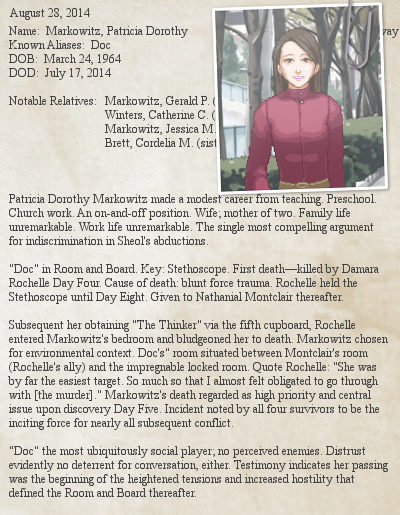 August 28, 2014
Name: Markowitz, Patricia Dorothy
way
Known Aliases: Doc
DOB: March 24, 1964
DOD: July 17, 2014
Notable Relatives: Markowitz, Gerald P. (
Winters, Catherine C. (
Markowitz, Jessica M.
Brett, Cordelia M. (sist
Patricia Dorothy Markowitz made a modest career from teaching. Preschool.
Church work. An on-and-off position. Wife; mother of two. Family life
unremarkable. Work life unremarkable. The single most compelling argument
for indiscrimination in Sheol's abductions.
"Doc" in Room and Board. Key: Stethoscope. First death—killed by Damara
Rochelle Day Four. Cause of death: blunt force trauma. Rochelle held the
Stethoscope until Day Eight. Given to Nathanial Montclair thereafter.
Subsequent her obtaining "The Thinker" via the fifth cupboard, Rochelle
entered Markowitz's bedroom and bludgeoned her to death. Markowitz chosen
for environmental context. Doc's" room situated between Montclair's room
(Rochelle's ally) and the impregnable locked room. Quote Rochelle: "She was
by far the easiest target. So much so that I almost felt obligated to go through
with [the murder]." Markowitz's death regarded as high priority and central
issue upon discovery Day Five. Incident noted by all four survivors to be the
inciting force for nearly all subsequent conflict.
"Doc" the most ubiquitously social player; no perceived enemies. Distrust
evidently no deterrent for conversation, either. Testimony indicates her passing
was the beginning of the heightened tensions and increased hostility that
defined the Room and Board thereafter.